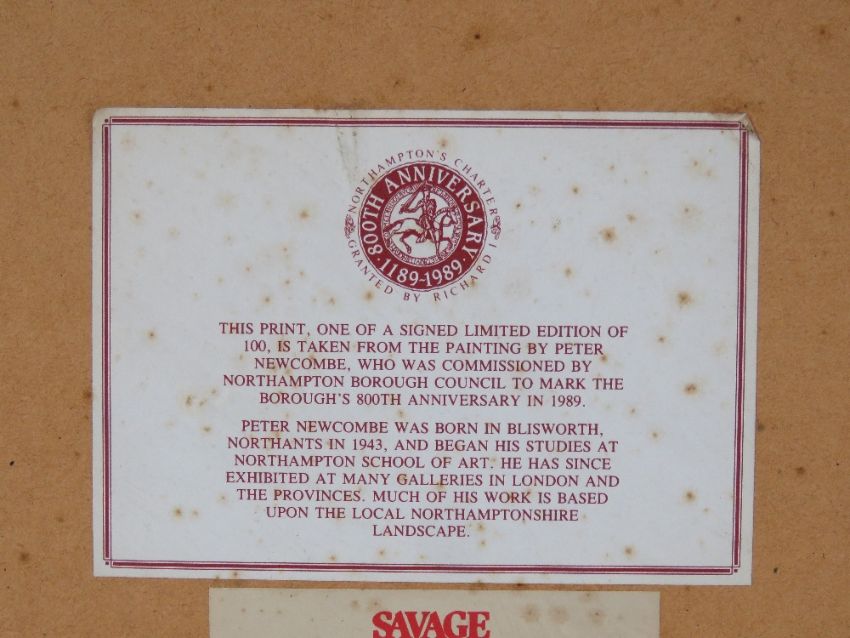 NORTHAMPTON'S CHARTER
GRANTED BY RICHARD I
800TH ANNIVERSARY
1189-1989
THIS PRINT, ONE OF A SIGNED LIMITED EDITION OF
100, IS TAKEN FROM THE PAINTING BY PETER
NEWCOMBE, WHO WAS COMMISSIONED BY
NORTHAMPTON BOROUGH COUNCIL TO MARK THE
BOROUGH'S 800TH ANNIVERSARY IN 1989.
PETER NEWCOMBE WAS BORN IN BLISWORTH,
NORTHANTS IN 1943, AND BEGAN HIS STUDIES AT
NORTHAMPTON SCHOOL OF ART. HE HAS SINCE
EXHIBITED AT MANY GALLERIES IN LONDON AND
THE PROVINCES. MUCH OF HIS WORK IS BASED
UPON THE LOCAL NORTHAMPTONSHIRE
LANDSCAPE.
SAVAGE